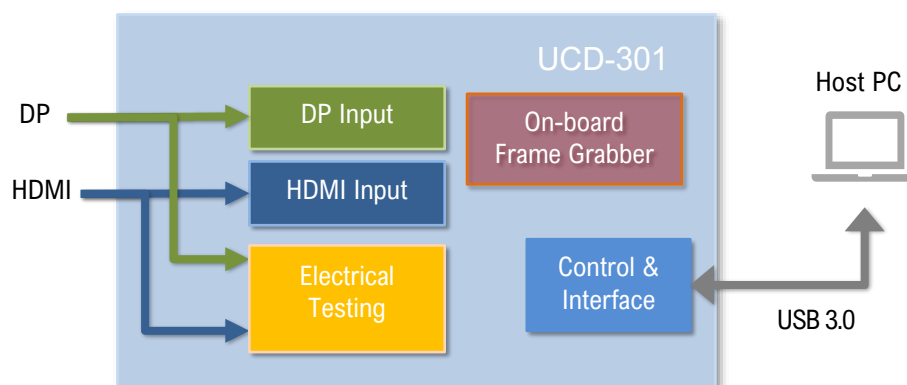 UCD-301
Host PC
DP
DP Input
On-board
Frame Grabber
HDMI
HDMI Input
Electrical
Testing
Control &
Interface
USB 3.0